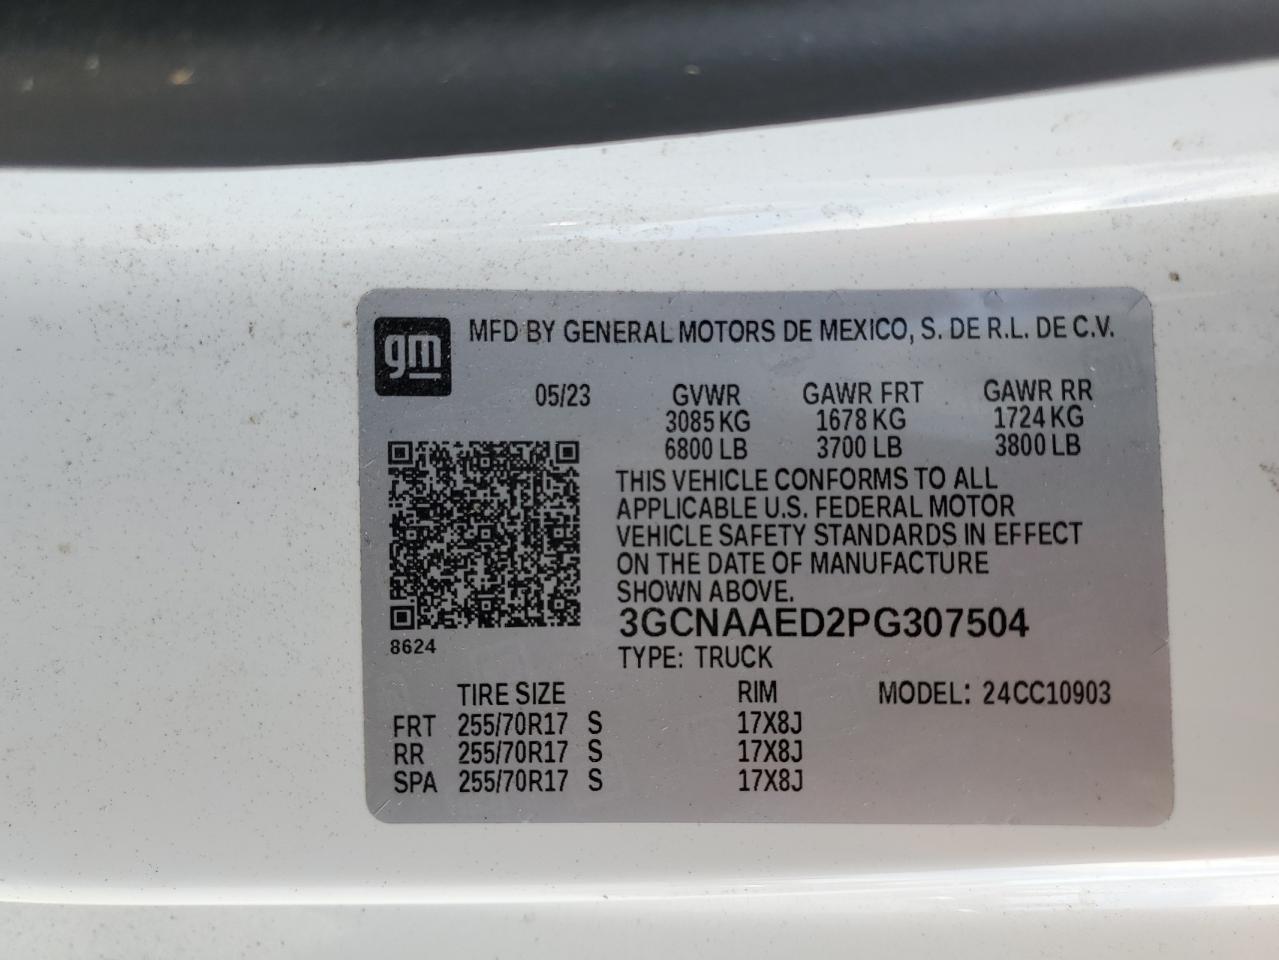 gm MFD BY GENERAL MOTORS DE MEXICO, S. DE R.L. DE C.V.
05/23 GVWR GAWR FRT GAWR RR
3085 KG 1678 KG 1724 KG
6800 LB 3700 LB 3800 LB
THIS VEHICLE CONFORMS TO ALL
APPLICABLE U.S. FEDERAL MOTOR
VEHICLE SAFETY STANDARDS IN EFFECT
ON THE DATE OF MANUFACTURE
SHOWN ABOVE.
3GCNAAED2PG307504
8624
TYPE: TRUCK
TIRE SIZE RIM MODEL: 24CC10903
FRT 255/70R17 S 17X8J
RR 255/70R17 S 17X8J
SPA 255/70R17 S 17X8J